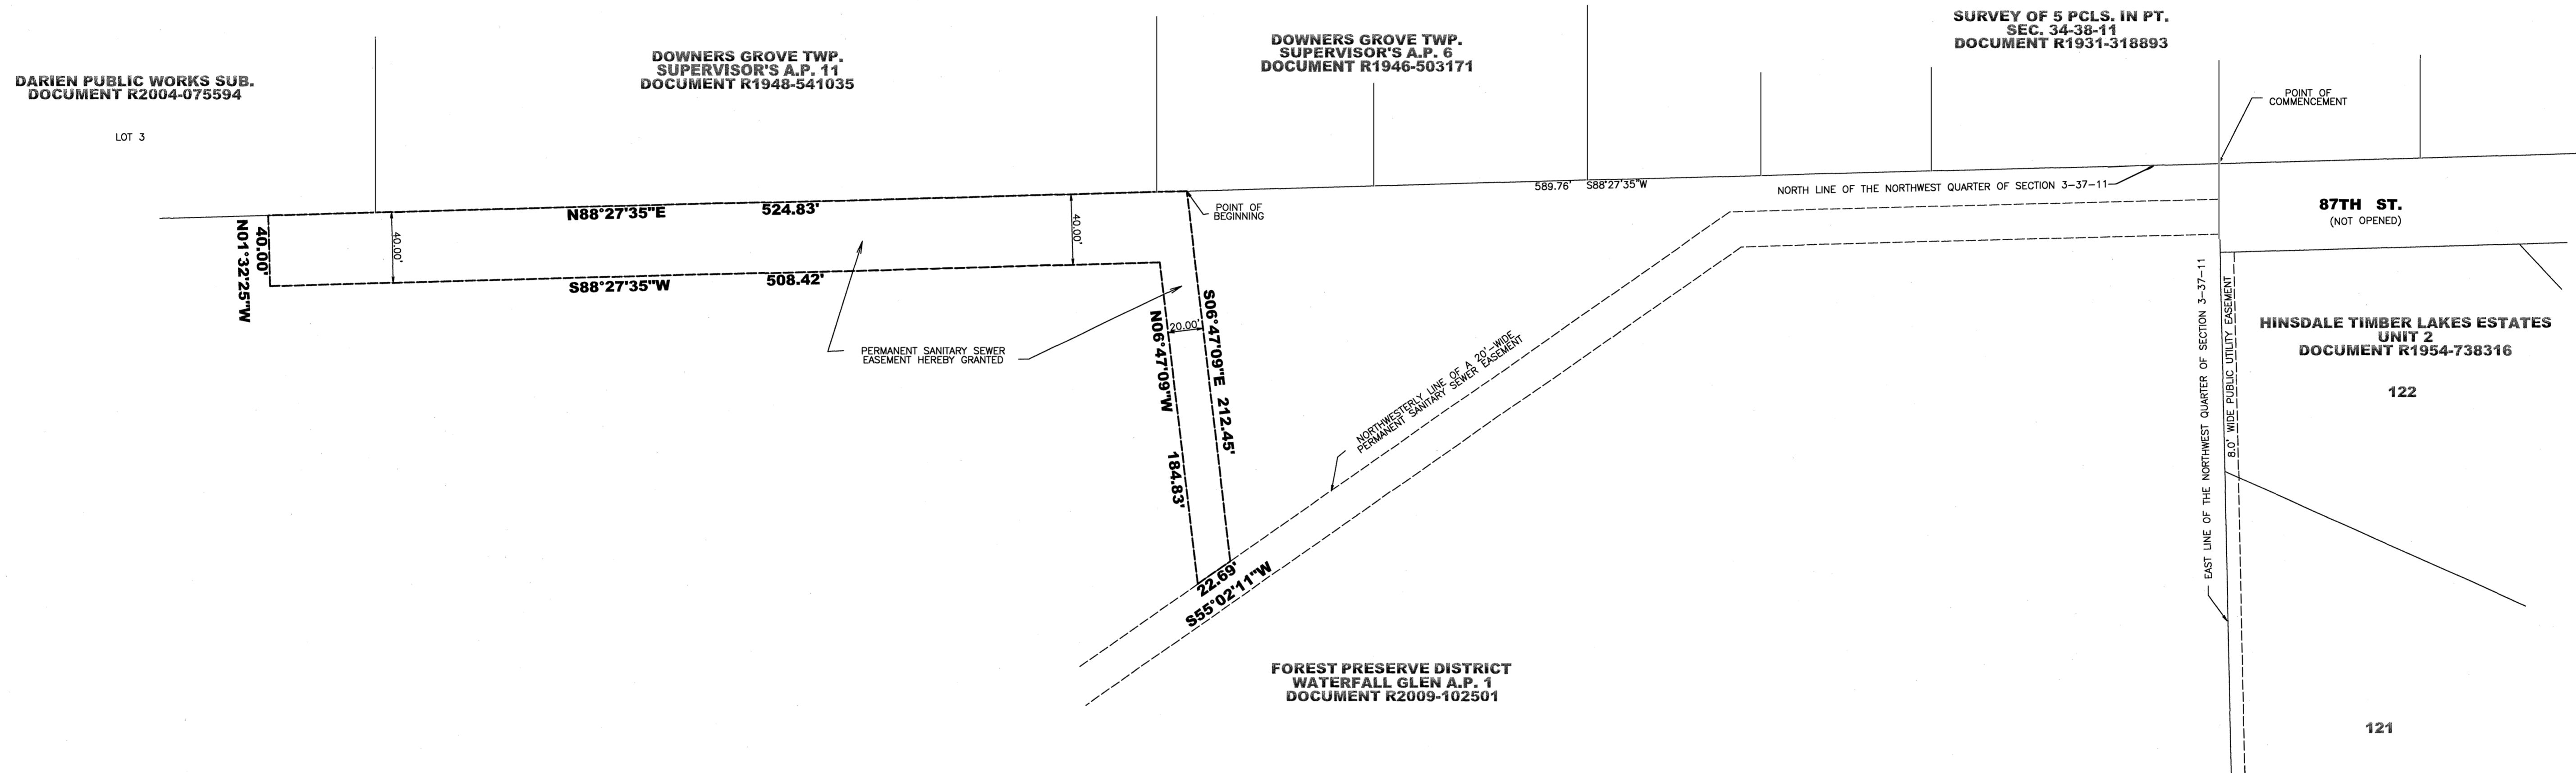 DARIEN PUBLIC WORKS SUB.
DOCUMENT R2004-075594
LOT 3
DOWNERS GROVE TWP.
SUPERVISOR'S A.P. 11
DOCUMENT R1948-541035
DOWNERS GROVE TWP.
SUPERVISOR'S A.P. 6
DOCUMENT R1946-503171
SURVEY OF 5 PCLS. IN PT.
SEC. 34-38-11
DOCUMENT R1931-318893
POINT OF
COMMENCEMENT
589.76' S88°27'35"W
NORTH LINE OF THE NORTHWEST QUARTER OF SECTION 3-37-11
87TH ST.
(NOT OPENED)
N88°27'35"E 524.83'
POINT OF
BEGINNING
40.00'
N01°32'25"W
40.00'
40.00'
S88°27'35"W 508.42'
PERMANENT SANITARY SEWER
EASEMENT HEREBY GRANTED
20.00'
N06°47'09"W 184.83'
S06°47'09"E 212.45'
22.69'
S55°02'11"W
NORTHWESTERLY LINE OF A 20'-WIDE
PERMANENT SANITARY SEWER EASEMENT
EAST LINE OF THE NORTHWEST QUARTER OF SECTION 3-37-11
8.0' WIDE PUBLIC UTILITY EASEMENT
HINSDALE TIMBER LAKES ESTATES
UNIT 2
DOCUMENT R1954-738316
122
FOREST PRESERVE DISTRICT
WATERFALL GLEN A.P. 1
DOCUMENT R2009-102501
121